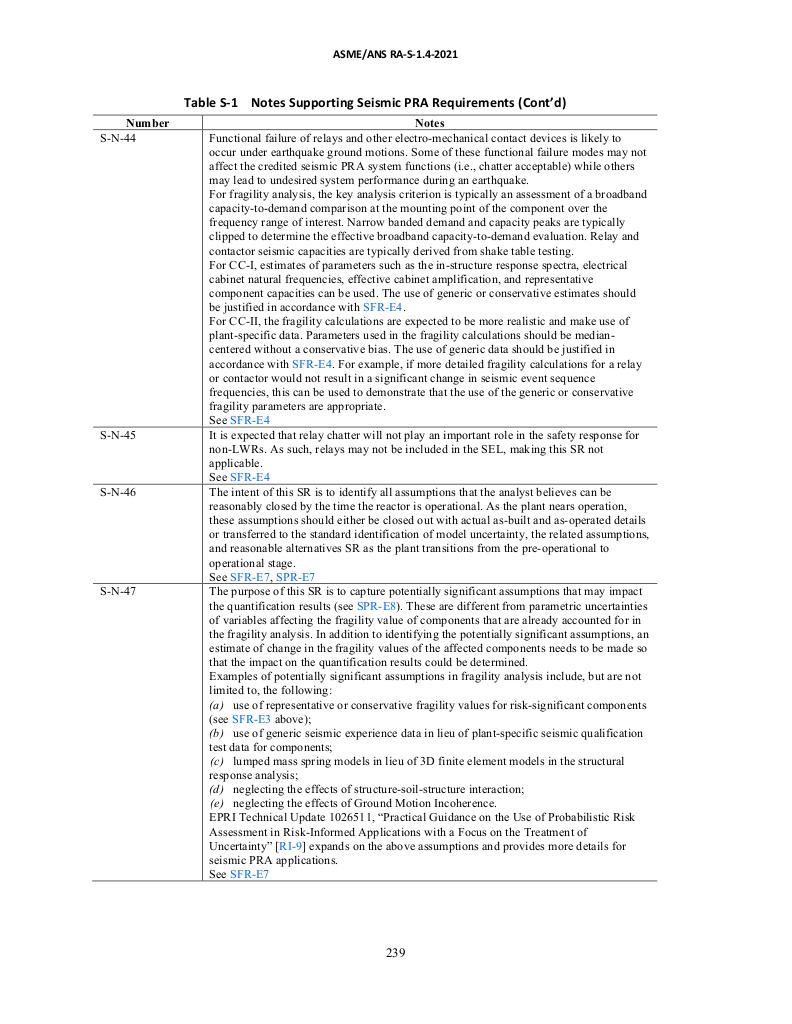 ASME/ANS RA-S-1.4-2021
Table S-1 Notes Supporting Seismic PRA Requirements (Cont'd)
Number Notes
S-N-44 Functional failure of relays and other electro-mechanical contact devices is likely to
occur under earthquake ground motions. Some of these functional failure modes may not
affect the credited seismic PRA system functions (i.e., chatter acceptable) while others
may lead to undesired system performance during an earthquake.
For fragility analysis, the key analysis criterion is typically an assessment of a broadband
capacity-to-demand comparison at the mounting point of the component over the
frequency range of interest. Narrow banded demand and capacity peaks are typically
clipped to determine the effective broadband capacity-to-demand evaluation. Relay and
contactor seismic capacities are typically derived from shake table testing.
For CC-I, estimates of parameters such as the in-structure response spectra, electrical
cabinet natural frequencies, effective cabinet amplification, and representative
component capacities can be used. The use of generic or conservative estimates should
be justified in accordance with SFR-E4.
For CC-II, the fragility calculations are expected to be more realistic and make use of
plant-specific data. Parameters used in the fragility calculations should be median-
centered without a conservative bias. The use of generic data should be justified in
accordance with SFR-E4. For example, if more detailed fragility calculations for a relay
or contactor would not result in a significant change in seismic event sequence
frequencies, this can be used to demonstrate that the use of the generic or conservative
fragility parameters are appropriate.
See SFR-E4
S-N-45 It is expected that relay chatter will not play an important role in the safety response for
non-LWRs. As such, relays may not be included in the SEL, making this SR not
applicable.
See SFR-E4
S-N-46 The intent of this SR is to identify all assumptions that the analyst believes can be
reasonably closed by the time the reactor is operational. As the plant nears operation,
these assumptions should either be closed out with actual as-built and as-operated details
or transferred to the standard identification of model uncertainty, the related assumptions,
and reasonable alternatives SR as the plant transitions from the pre-operational to
operational stage.
See SFR-E7, SPR-E7
S-N-47 The purpose of this SR is to capture potentially significant assumptions that may impact
the quantification results (see SPR-E8). These are different from parametric uncertainties
of variables affecting the fragility value of components that are already accounted for in
the fragility analysis. In addition to identifying the potentially significant assumptions, an
estimate of change in the fragility values of the affected components needs to be made so
that the impact on the quantification results could be determined.
Examples of potentially significant assumptions in fragility analysis include, but are not
limited to, the following:
(a) use of representative or conservative fragility values for risk-significant components
(see SFR-E3 above);
(b) use of generic seismic experience data in lieu of plant-specific seismic qualification
test data for components;
(c) lumped mass spring models in lieu of 3D finite element models in the structural
response analysis;
(d) neglecting the effects of structure-soil-structure interaction;
(e) neglecting the effects of Ground Motion Incoherence.
EPRI Technical Update 1026511, "Practical Guidance on the Use of Probabilistic Risk
Assessment in Risk-Informed Applications with a Focus on the Treatment of
Uncertainty" [RI-9] expands on the above assumptions and provides more details for
seismic PRA applications.
See SFR-E7
239